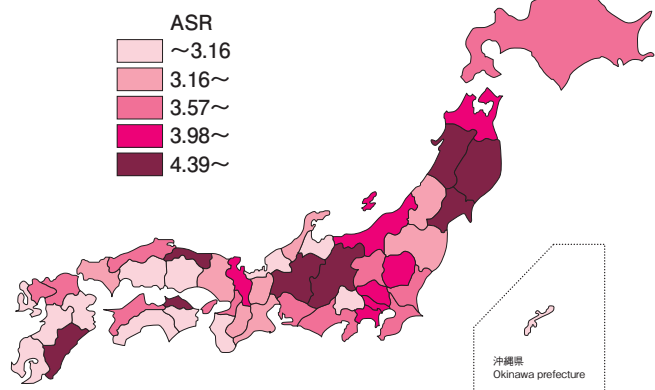 ASR
～3.16
3.16～
3.57～
3.98～
4.39～
沖縄県
Okinawa prefecture